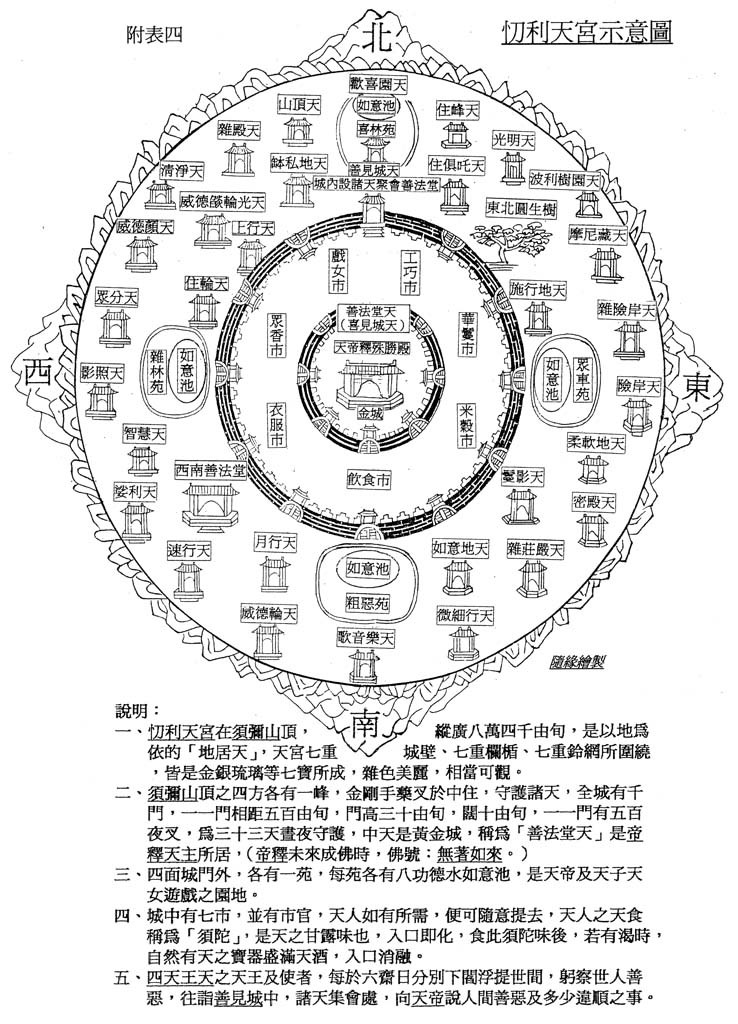 附表四
忉利天宮示意圖
北
歡喜園天
如意池
喜林苑
善見城天
城內設諸天聚會善法堂
山頂天
雜殿天
鉢私地天
清淨天
威德燄輪光天
威德顏天
上行天
住輪天
眾分天
住峰天
光明天
住俱吒天
波利樹園天
東北圓生樹
摩尼藏天
施行地天
雜險岸天
戲女市
工巧市
眾香市
華鬘市
善法堂天
(喜見城天)
天帝釋殊勝殿
金城
衣服市
米穀市
飲食市
西
雜林苑
如意池
如意池
眾車苑
東
影照天
險岸天
智慧天
柔軟地天
西南善法堂
娑利天
鬘影天
密殿天
速行天
月行天
如意池
粗惡苑
如意地天
雜莊嚴天
威德輪天
歌音樂天
微細行天
隨緣繪製
南
說明：
一、忉利天宮在須彌山頂， 縱廣八萬四千由旬，是以地為
依的「地居天」，天宮七重 城壁、七重欄楯、七重鈴網所圍繞
，皆是金銀琉璃等七寶所成，雜色美麗，相當可觀。
二、須彌山頂之四方各有一峰，金剛手藥叉於中住，守護諸天，全城有千
門，一一門相距五百由旬，門高三十由旬，闊十由旬，一一門有五百
夜叉，為三十三天晝夜守護，中天是黃金城，稱為「善法堂天」是帝
釋天主所居，（帝釋未來成佛時，佛號：無著如來。）
三、四面城門外，各有一苑，每苑各有八功德水如意池，是天帝及天子天
女遊戲之園地。
四、城中有七市，並有市官，天人如有所需，便可隨意提去，天人之天食
稱為「須陀」，是天之甘露味也，入口即化，食此須陀味後，若有渴時，
自然有天之寶器盛滿天酒，入口消融。
五、四天王天之天王及使者，每於六齋日分別下閻浮提世間，躬察世人善
惡，往詣善見城中，諸天集會處，向天帝說人間善惡及多少違順之事。